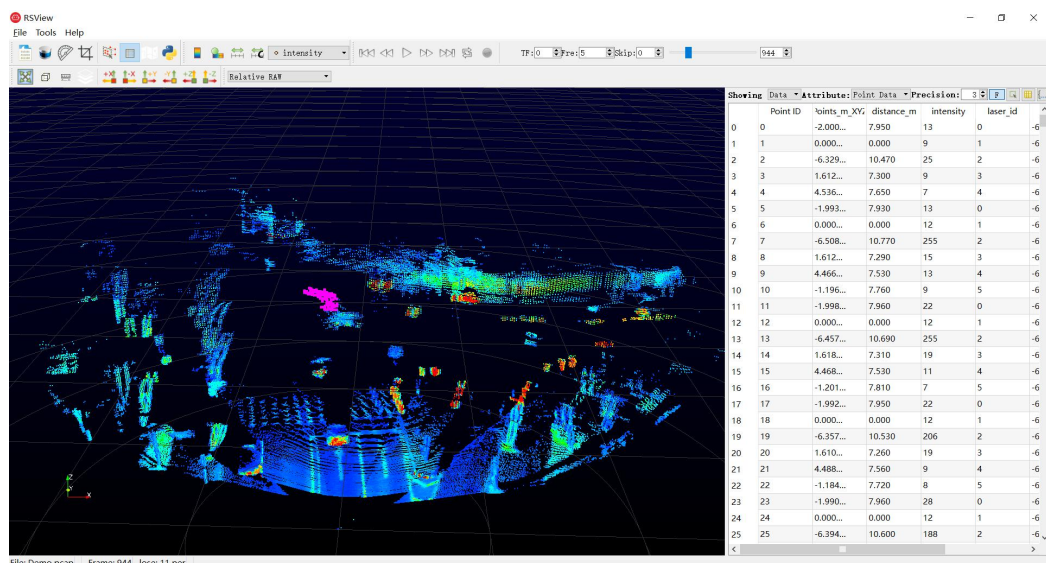 RSView
File Tools Help
intensity TF: 0 Fre: 5 Skip: 0 944
+X -X +Y -Y +Z -Z Relative RAW
Showing Data Attribute: Point Data Precision: 3 F
Point ID Points_m_XYZ distance_m intensity laser_id
0 0 -2.000... 7.950 13 0 -6
1 1 0.000... 0.000 9 1 -6
2 2 -6.329... 10.470 25 2 -6
3 3 1.612... 7.300 9 3 -6
4 4 4.536... 7.650 7 4 -6
5 5 -1.993... 7.930 13 0 -6
6 6 0.000... 0.000 12 1 -6
7 7 -6.508... 10.770 255 2 -6
8 8 1.612... 7.290 15 3 -6
9 9 4.466... 7.530 13 4 -6
10 10 -1.196... 7.760 9 5 -6
11 11 -1.998... 7.960 22 0 -6
12 12 0.000... 0.000 12 1 -6
13 13 -6.457... 10.690 255 2 -6
14 14 1.618... 7.310 19 3 -6
15 15 4.468... 7.530 11 4 -6
16 16 -1.201... 7.810 7 5 -6
17 17 -1.992... 7.950 22 0 -6
18 18 0.000... 0.000 12 1 -6
19 19 -6.357... 10.530 206 2 -6
20 20 1.610... 7.260 19 3 -6
21 21 4.488... 7.560 9 4 -6
22 22 -1.184... 7.720 8 5 -6
23 23 -1.990... 7.960 28 0 -6
24 24 0.000... 0.000 12 1 -6
25 25 -6.394... 10.600 188 2 -6
Z
Y
X
File: Demo.pcap Frame: 944